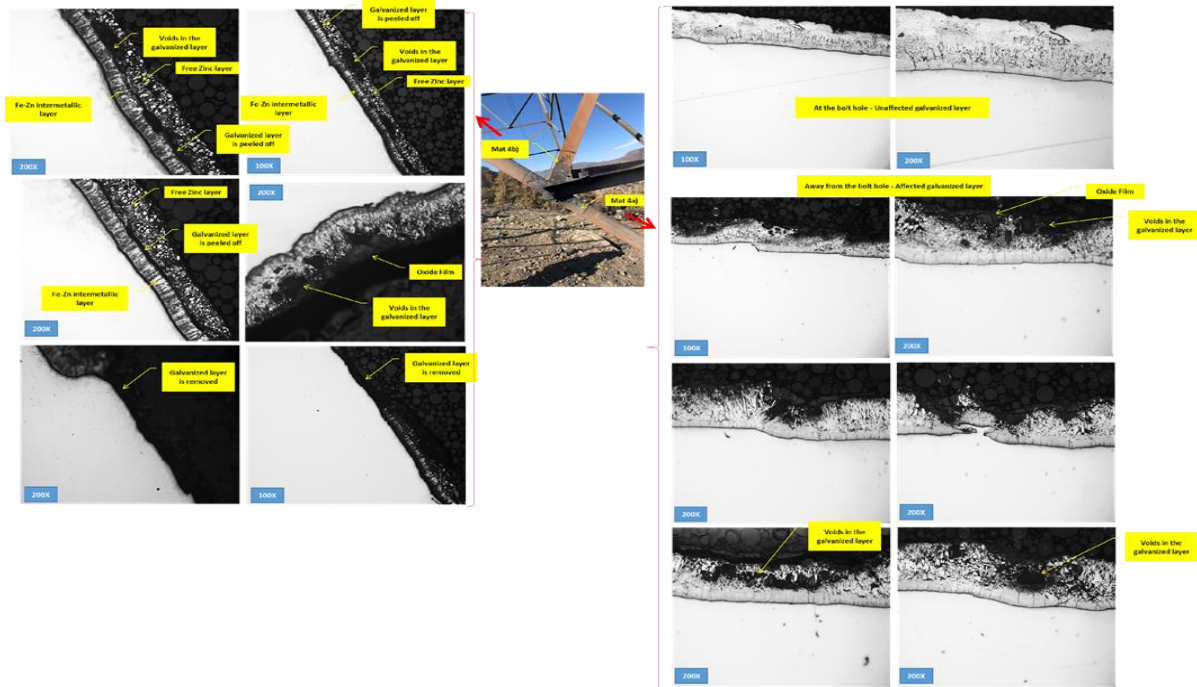 Galvanized layer
is peeled off
Voids in the
galvanized layer
Free Zinc layer
Fe-Zn intermetallic
layer
Galvanized layer
is peeled off
200X
Galvanized layer
is peeled off
Voids in the
galvanized layer
Free Zinc layer
Fe-Zn intermetallic
layer
100X
Free Zinc layer
Galvanized layer
is peeled off
Fe-Zn intermetallic
layer
200X
200X
Oxide Film
Voids in the
galvanized layer
Galvanized layer
is removed
200X
Galvanized layer
is removed
100X
Mat 4b)
Mat 4a)
At the bolt hole - Unaffected galvanized layer
100X
200X
Away from the bolt hole - Affected galvanized layer
Oxide Film
Voids in the
galvanized layer
100X
200X
200X
200X
Voids in the
galvanized layer
200X
Voids in the
galvanized layer
200X